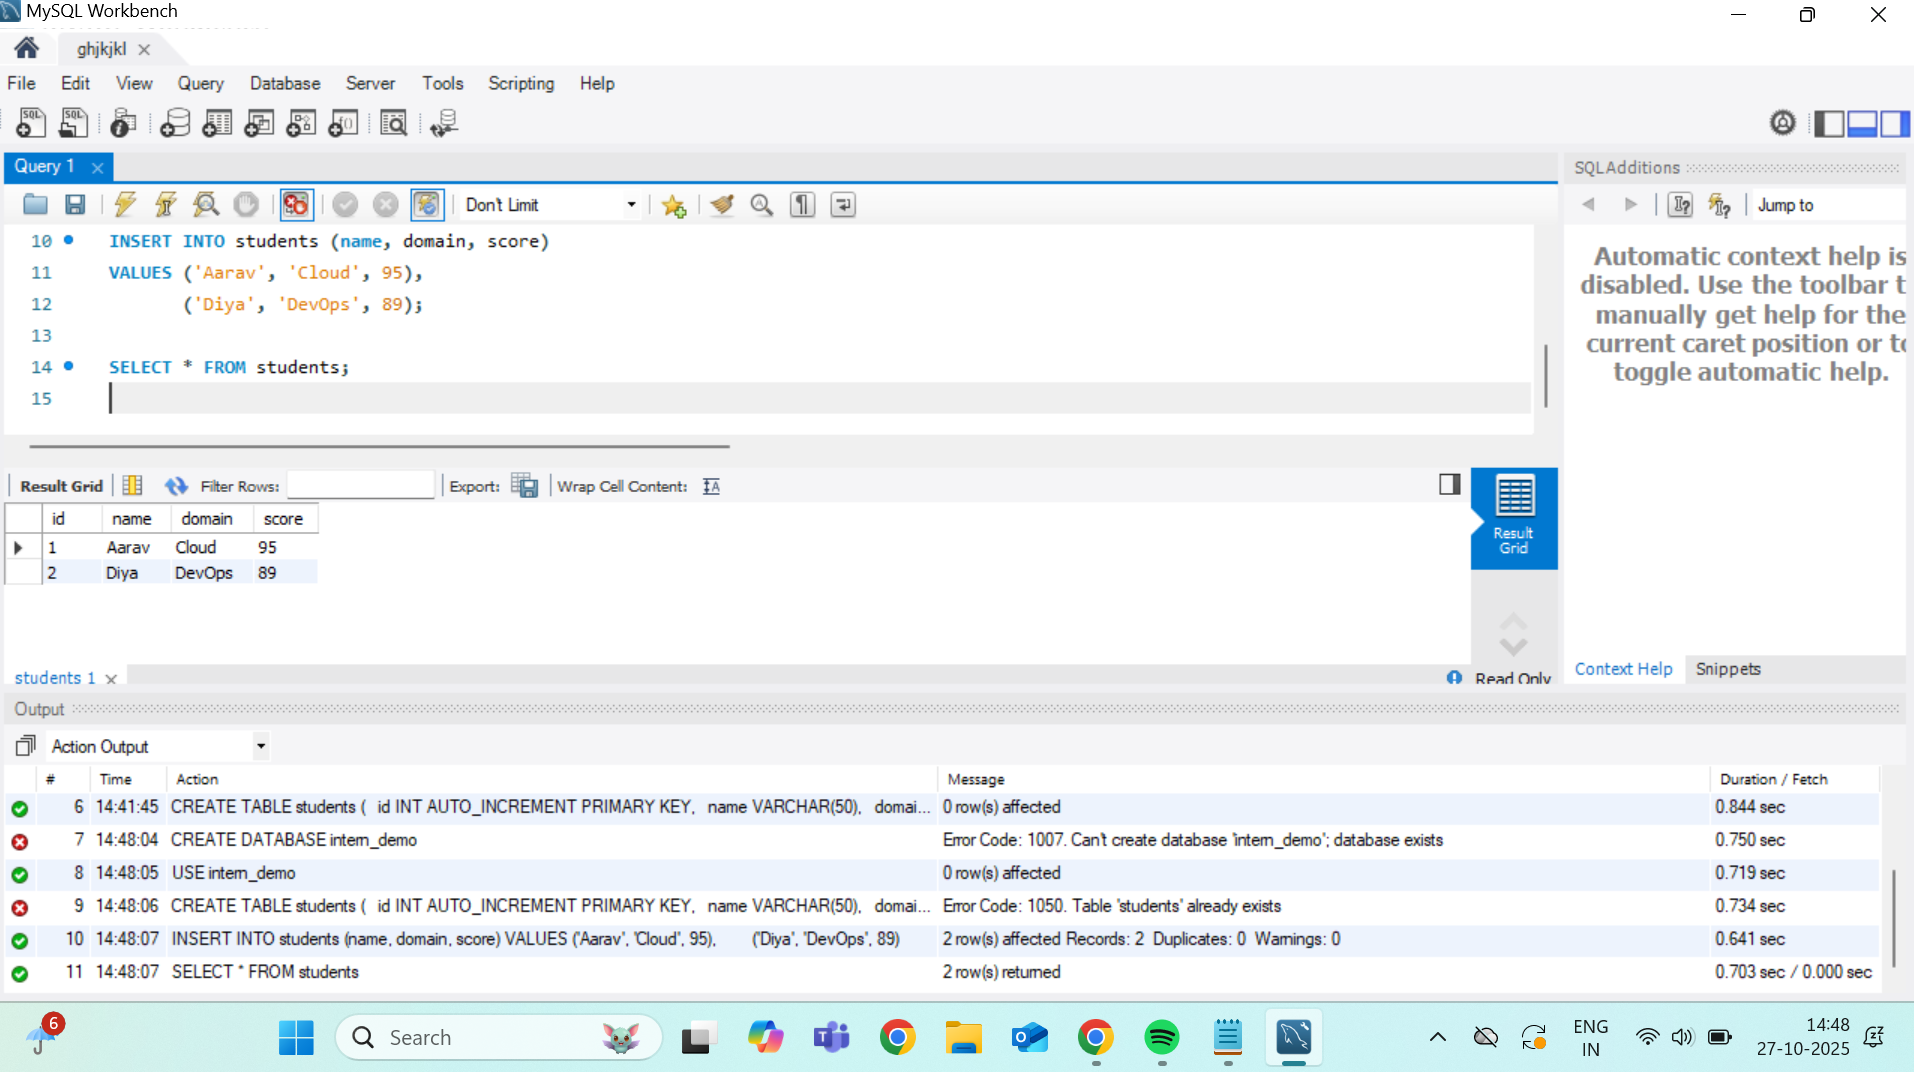 MySQL Workbench
ghjkjkl
File Edit View Query Database Server Tools Scripting Help
Query 1
SQLAdditions
Don't Limit
Jump to
10 INSERT INTO students (name, domain, score)
11 VALUES ('Aarav', 'Cloud', 95),
12 ('Diya', 'DevOps', 89);
13
14 SELECT * FROM students;
15
Automatic context help is
disabled. Use the toolbar t
manually get help for the
current caret position or to
toggle automatic help.
Result Grid Filter Rows: Export: Wrap Cell Content:
id name domain score
1 Aarav Cloud 95
2 Diya DevOps 89
Result
Grid
students 1
Read Only
Context Help Snippets
Output
Action Output
# Time Action Message Duration / Fetch
6 14:41:45 CREATE TABLE students ( id INT AUTO_INCREMENT PRIMARY KEY, name VARCHAR(50), domai... 0 row(s) affected 0.844 sec
7 14:48:04 CREATE DATABASE intern_demo Error Code: 1007. Can't create database 'intern_demo'; database exists 0.750 sec
8 14:48:05 USE intern_demo 0 row(s) affected 0.719 sec
9 14:48:06 CREATE TABLE students ( id INT AUTO_INCREMENT PRIMARY KEY, name VARCHAR(50), domai... Error Code: 1050. Table 'students' already exists 0.734 sec
10 14:48:07 INSERT INTO students (name, domain, score) VALUES ('Aarav', 'Cloud', 95), ('Diya', 'DevOps', 89) 2 row(s) affected Records: 2 Duplicates: 0 Warnings: 0 0.641 sec
11 14:48:07 SELECT * FROM students 2 row(s) returned 0.703 sec / 0.000 sec
6
Search
ENG
IN
14:48
27-10-2025